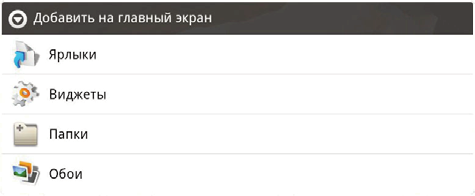 Добавить на главный экран
Ярлыки
Виджеты
Папки
Обои